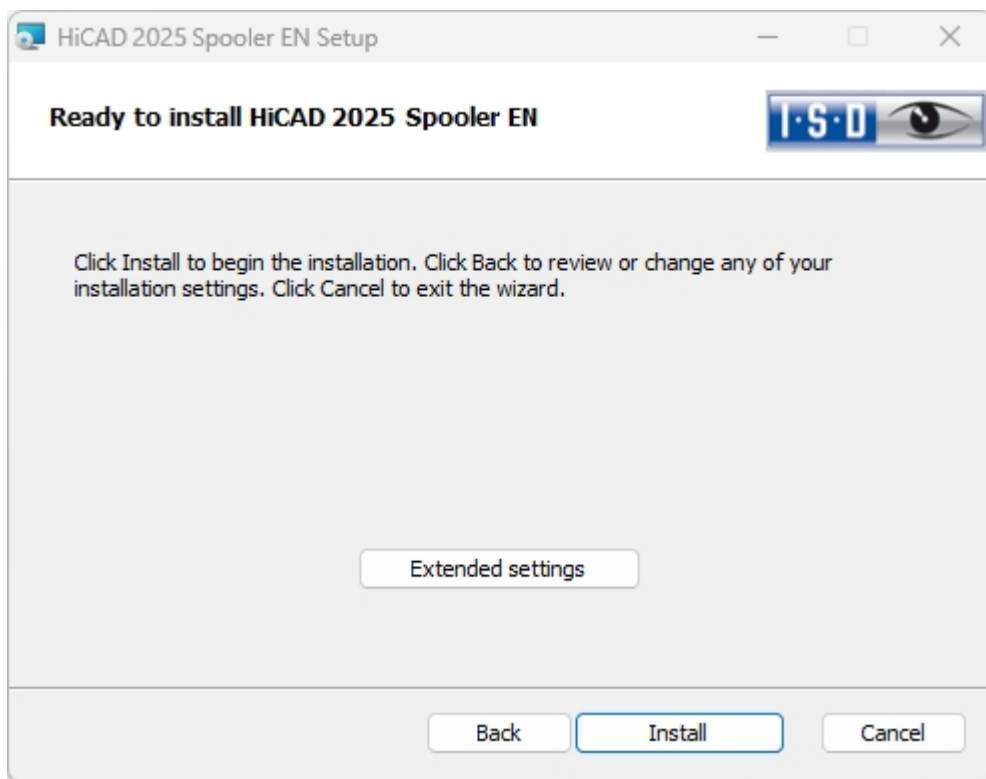 HiCAD 2025 Spooler EN Setup
Ready to install HiCAD 2025 Spooler EN
I·S·D
Click Install to begin the installation. Click Back to review or change any of your
installation settings. Click Cancel to exit the wizard.
Extended settings
Back
Install
Cancel